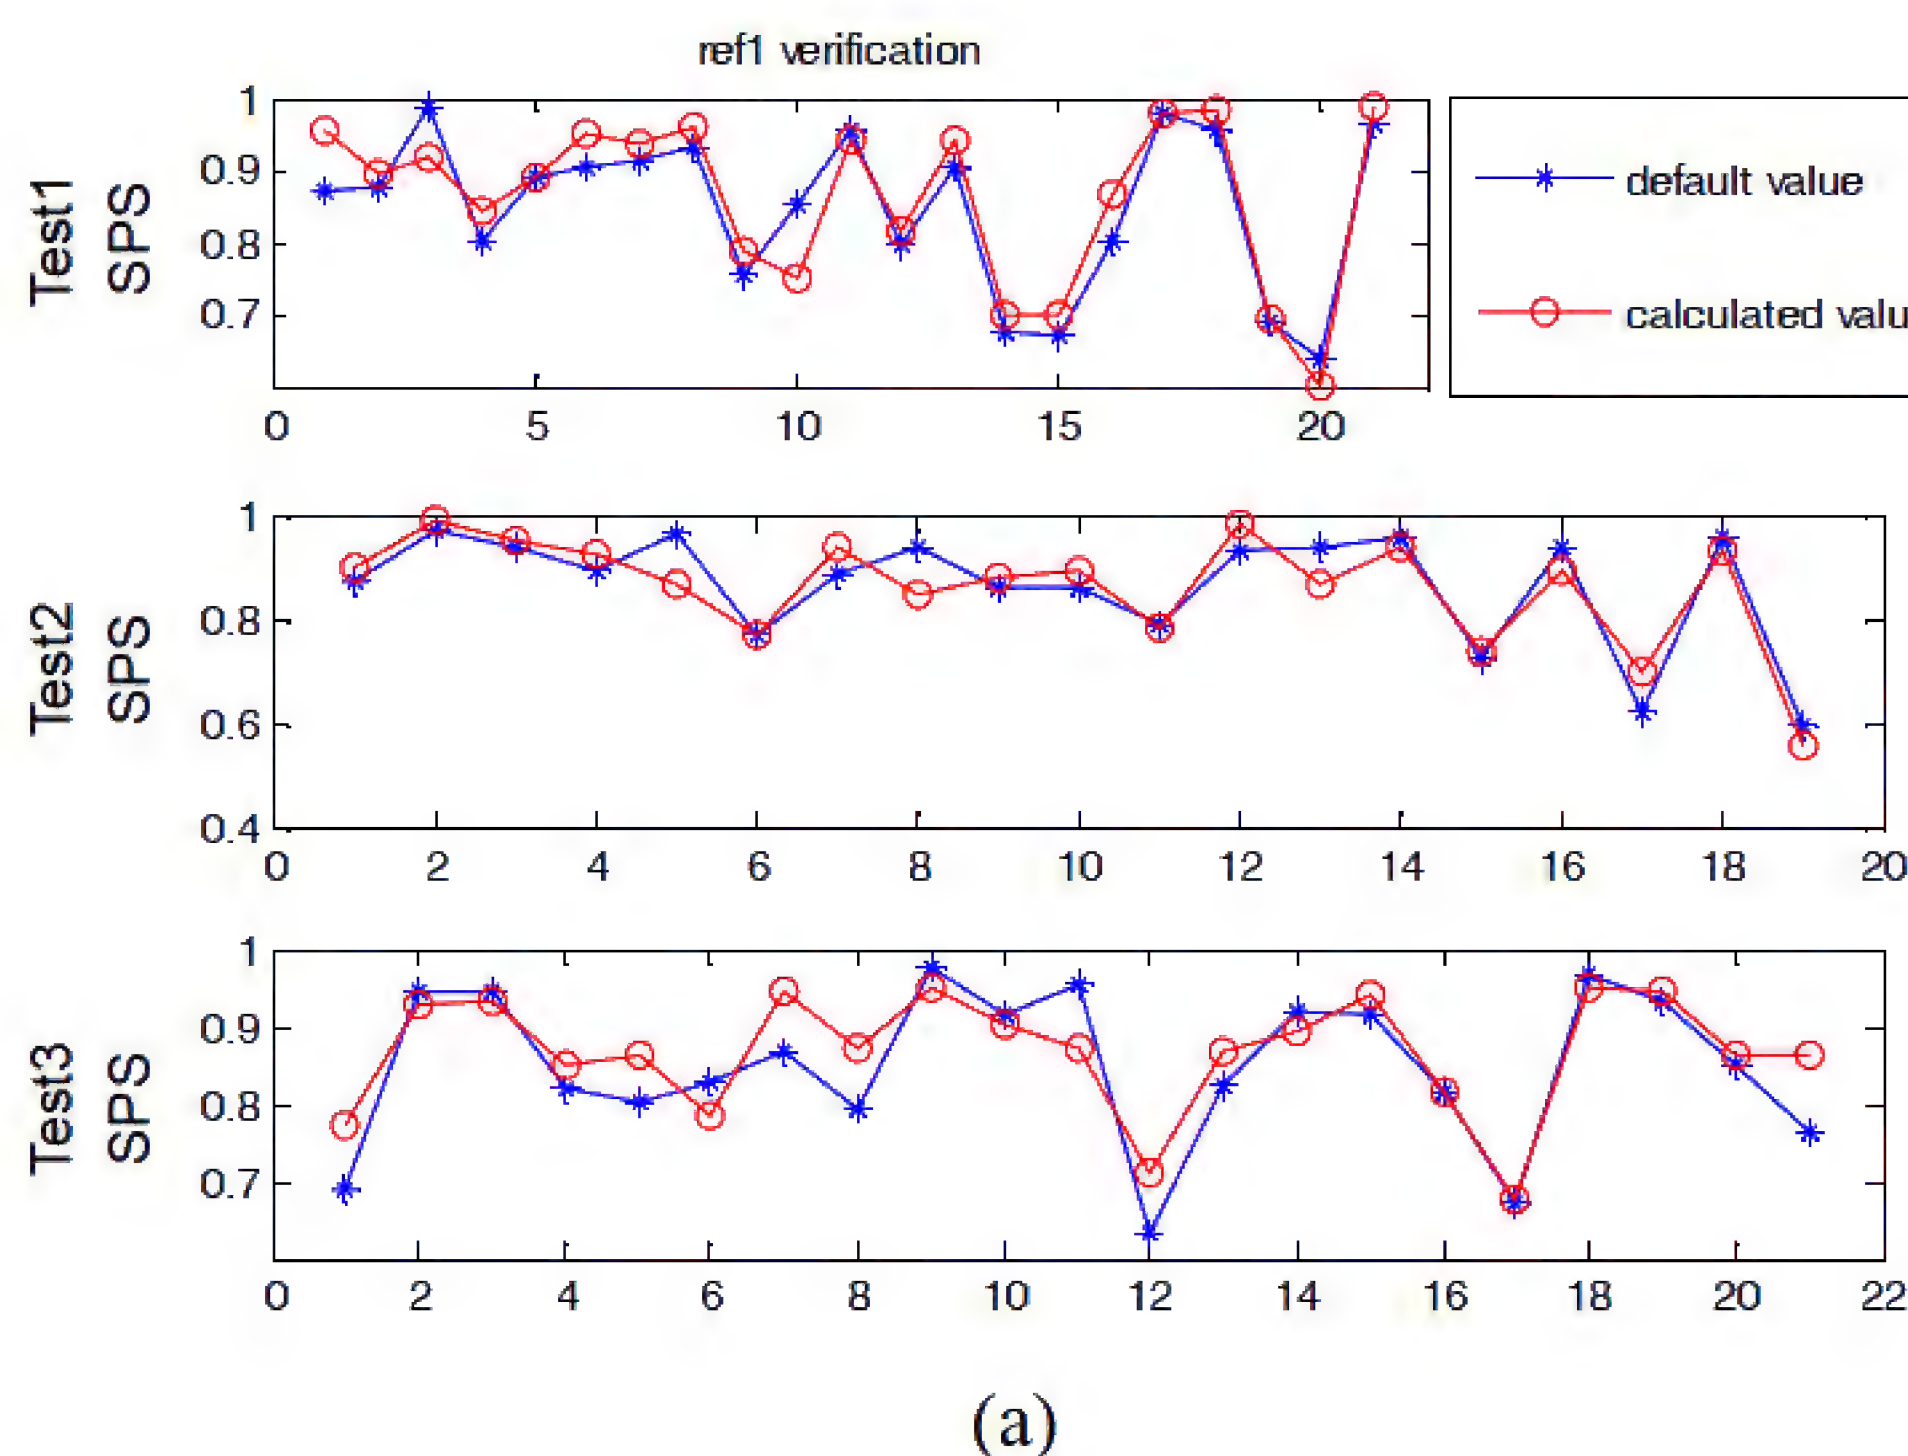 ref1 verification
Test1
SPS
1
0.9
0.8
0.7
0 5 10 15 20
default value
calculated valu
Test2
SPS
1
0.8
0.6
0.4
0 2 4 6 8 10 12 14 16 18 20
Test3
SPS
1
0.9
0.8
0.7
0 2 4 6 8 10 12 14 16 18 20 22
(a)